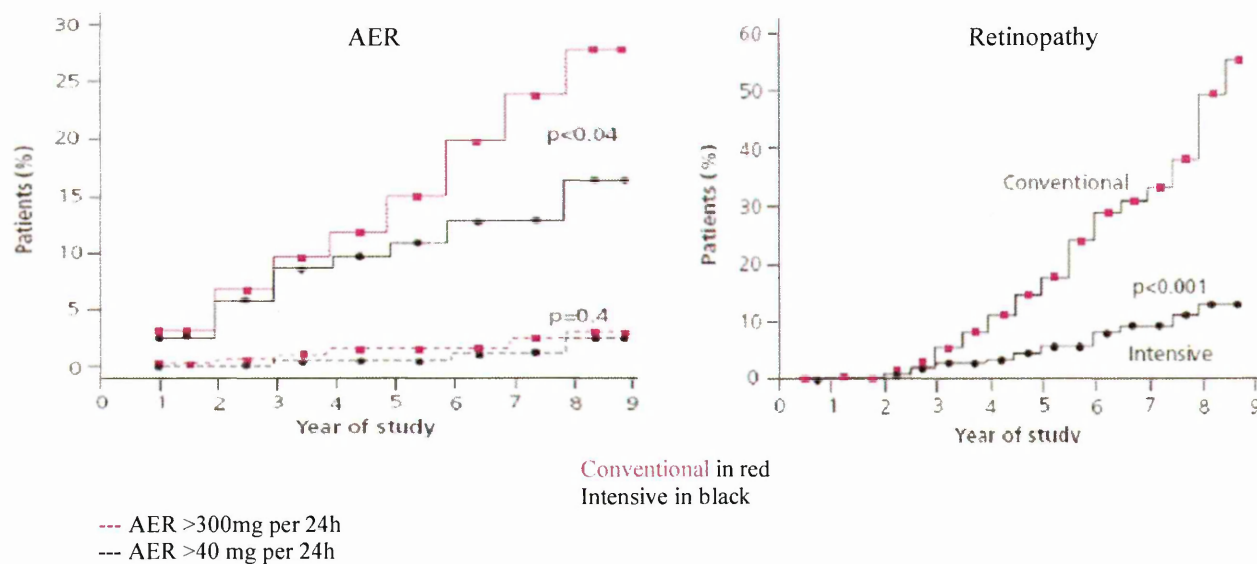 AER
Patients (%)
30
25
20
15
10
5
0
p<0.04
p=0.4
1 2 3 4 5 6 7 8 9
Year of study
Retinopathy
Patients (%)
60
50
40
30
20
10
0
Conventional
p<0.001
Intensive
0 1 2 3 4 5 6 7 8 9
Year of study
Conventional in red
Intensive in black
--- AER >300mg per 24h
--- AER >40 mg per 24h